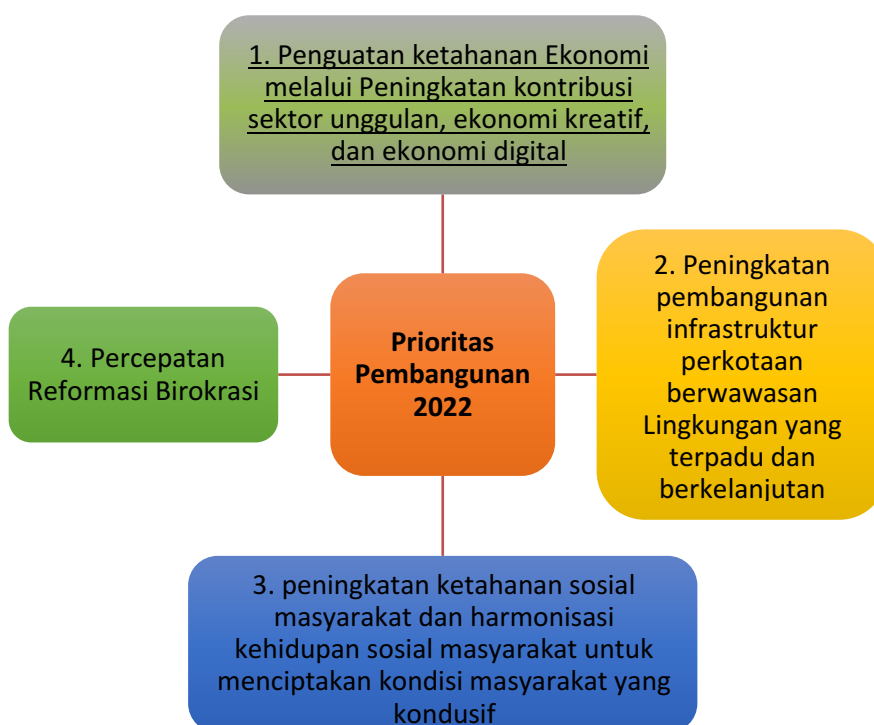 1. Penguatan ketahanan Ekonomi
melalui Peningkatan kontribusi
sektor unggulan, ekonomi kreatif,
dan ekonomi digital
2. Peningkatan
pembangunan
infrastruktur
perkotaan
berwawasan
Lingkungan yang
terpadu dan
berkelanjutan
Prioritas
Pembangunan
2022
4. Percepatan
Reformasi Birokrasi
3. peningkatan ketahanan sosial
masyarakat dan harmonisasi
kehidupan sosial masyarakat untuk
menciptakan kondisi masyarakat yang
kondusif